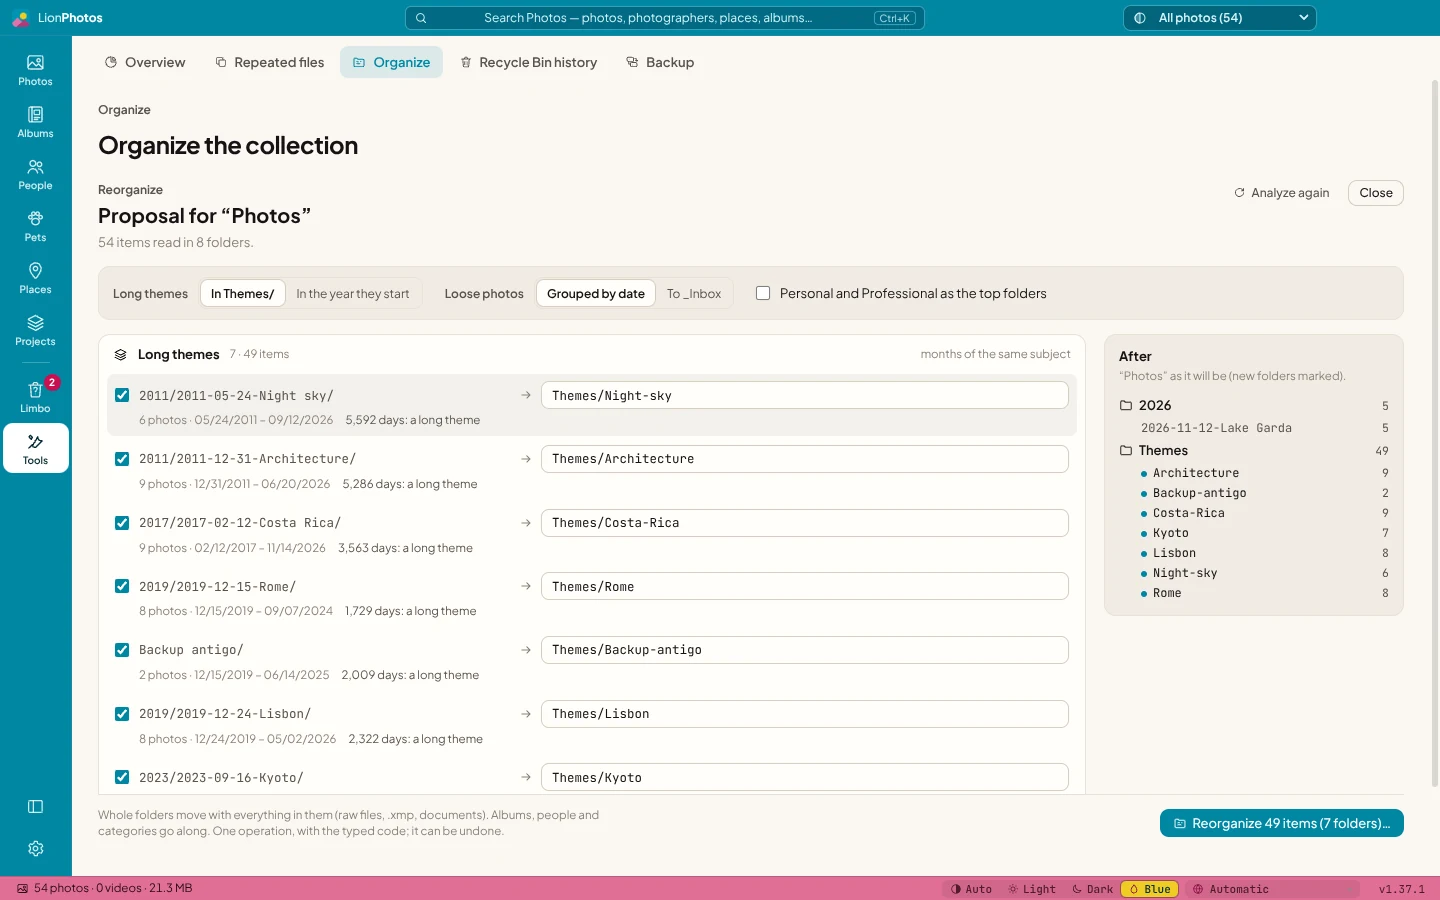 LionPhotos
Search Photos — photos, photographers, places, albums...
Ctrl+K
All photos (54)
Photos
Albums
People
Pets
Places
Projects
2
Limbo
Tools
Overview
Repeated files
Organize
Recycle Bin history
Backup
Organize
Organize the collection
Reorganize
Proposal for “Photos”
54 items read in 8 folders.
Analyze again
Close
Long themes
In Themes/
In the year they start
Loose photos
Grouped by date
To _Inbox
Personal and Professional as the top folders
Long themes 7 · 49 items
months of the same subject
2011/2011-05-24-Night sky/ → Themes/Night-sky
6 photos · 05/24/2011 – 09/12/2026 5,592 days: a long theme
2011/2011-12-31-Architecture/ → Themes/Architecture
9 photos · 12/31/2011 – 06/20/2026 5,286 days: a long theme
2017/2017-02-12-Costa Rica/ → Themes/Costa-Rica
9 photos · 02/12/2017 – 11/14/2026 3,563 days: a long theme
2019/2019-12-15-Rome/ → Themes/Rome
8 photos · 12/15/2019 – 09/07/2024 1,729 days: a long theme
Backup antigo/ → Themes/Backup-antigo
2 photos · 12/15/2019 – 06/14/2025 2,009 days: a long theme
2019/2019-12-24-Lisbon/ → Themes/Lisbon
8 photos · 12/24/2019 – 05/02/2026 2,322 days: a long theme
2023/2023-09-16-Kyoto/ → Themes/Kyoto
After
“Photos” as it will be (new folders marked).
2026 5
2026-11-12-Lake Garda 5
Themes 49
Architecture 9
Backup-antigo 2
Costa-Rica 9
Kyoto 7
Lisbon 8
Night-sky 6
Rome 8
Whole folders move with everything in them (raw files, .xmp, documents). Albums, people and
categories go along. One operation, with the typed code; it can be undone.
Reorganize 49 items (7 folders)...
54 photos · 0 videos · 21.3 MB
Auto
Light
Dark
Blue
Automatic
v1.37.1